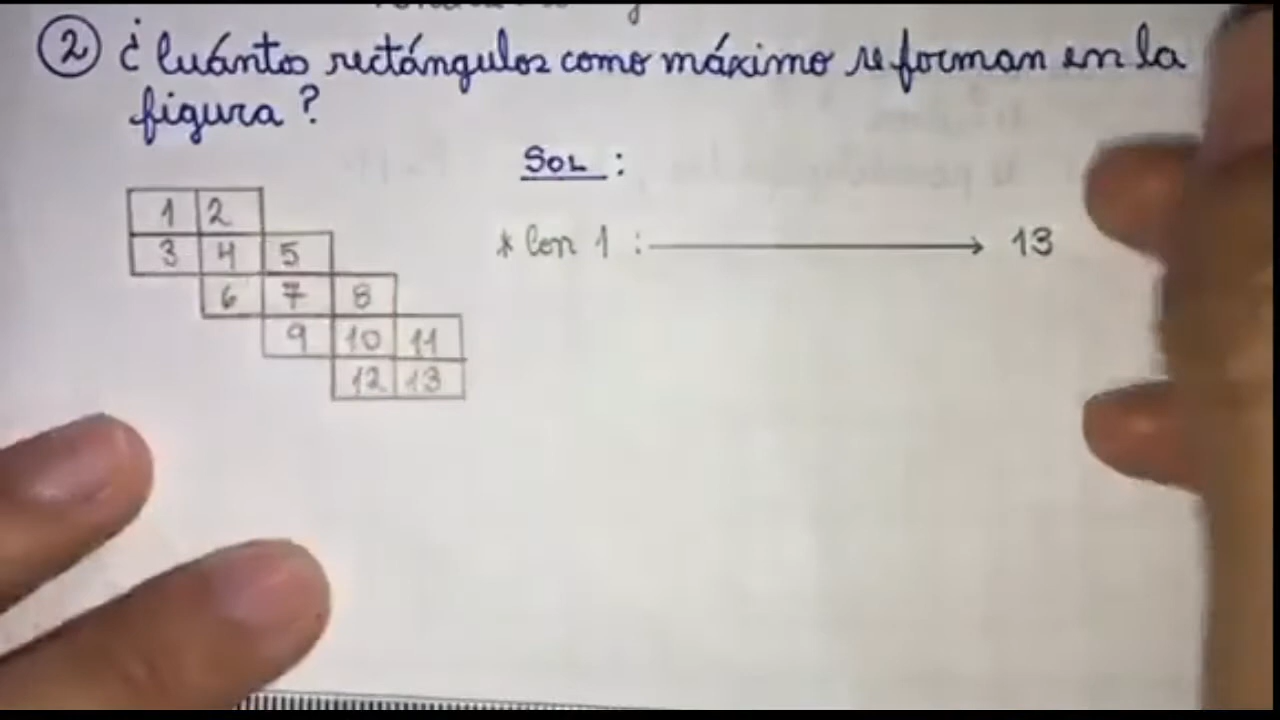 ② ¿Cuántos rectángulos como máximo se forman en la
figura?
SOL :
1 2
3 4 5
* Con 1 : → 13
6 7 8
9 10 11
12 13